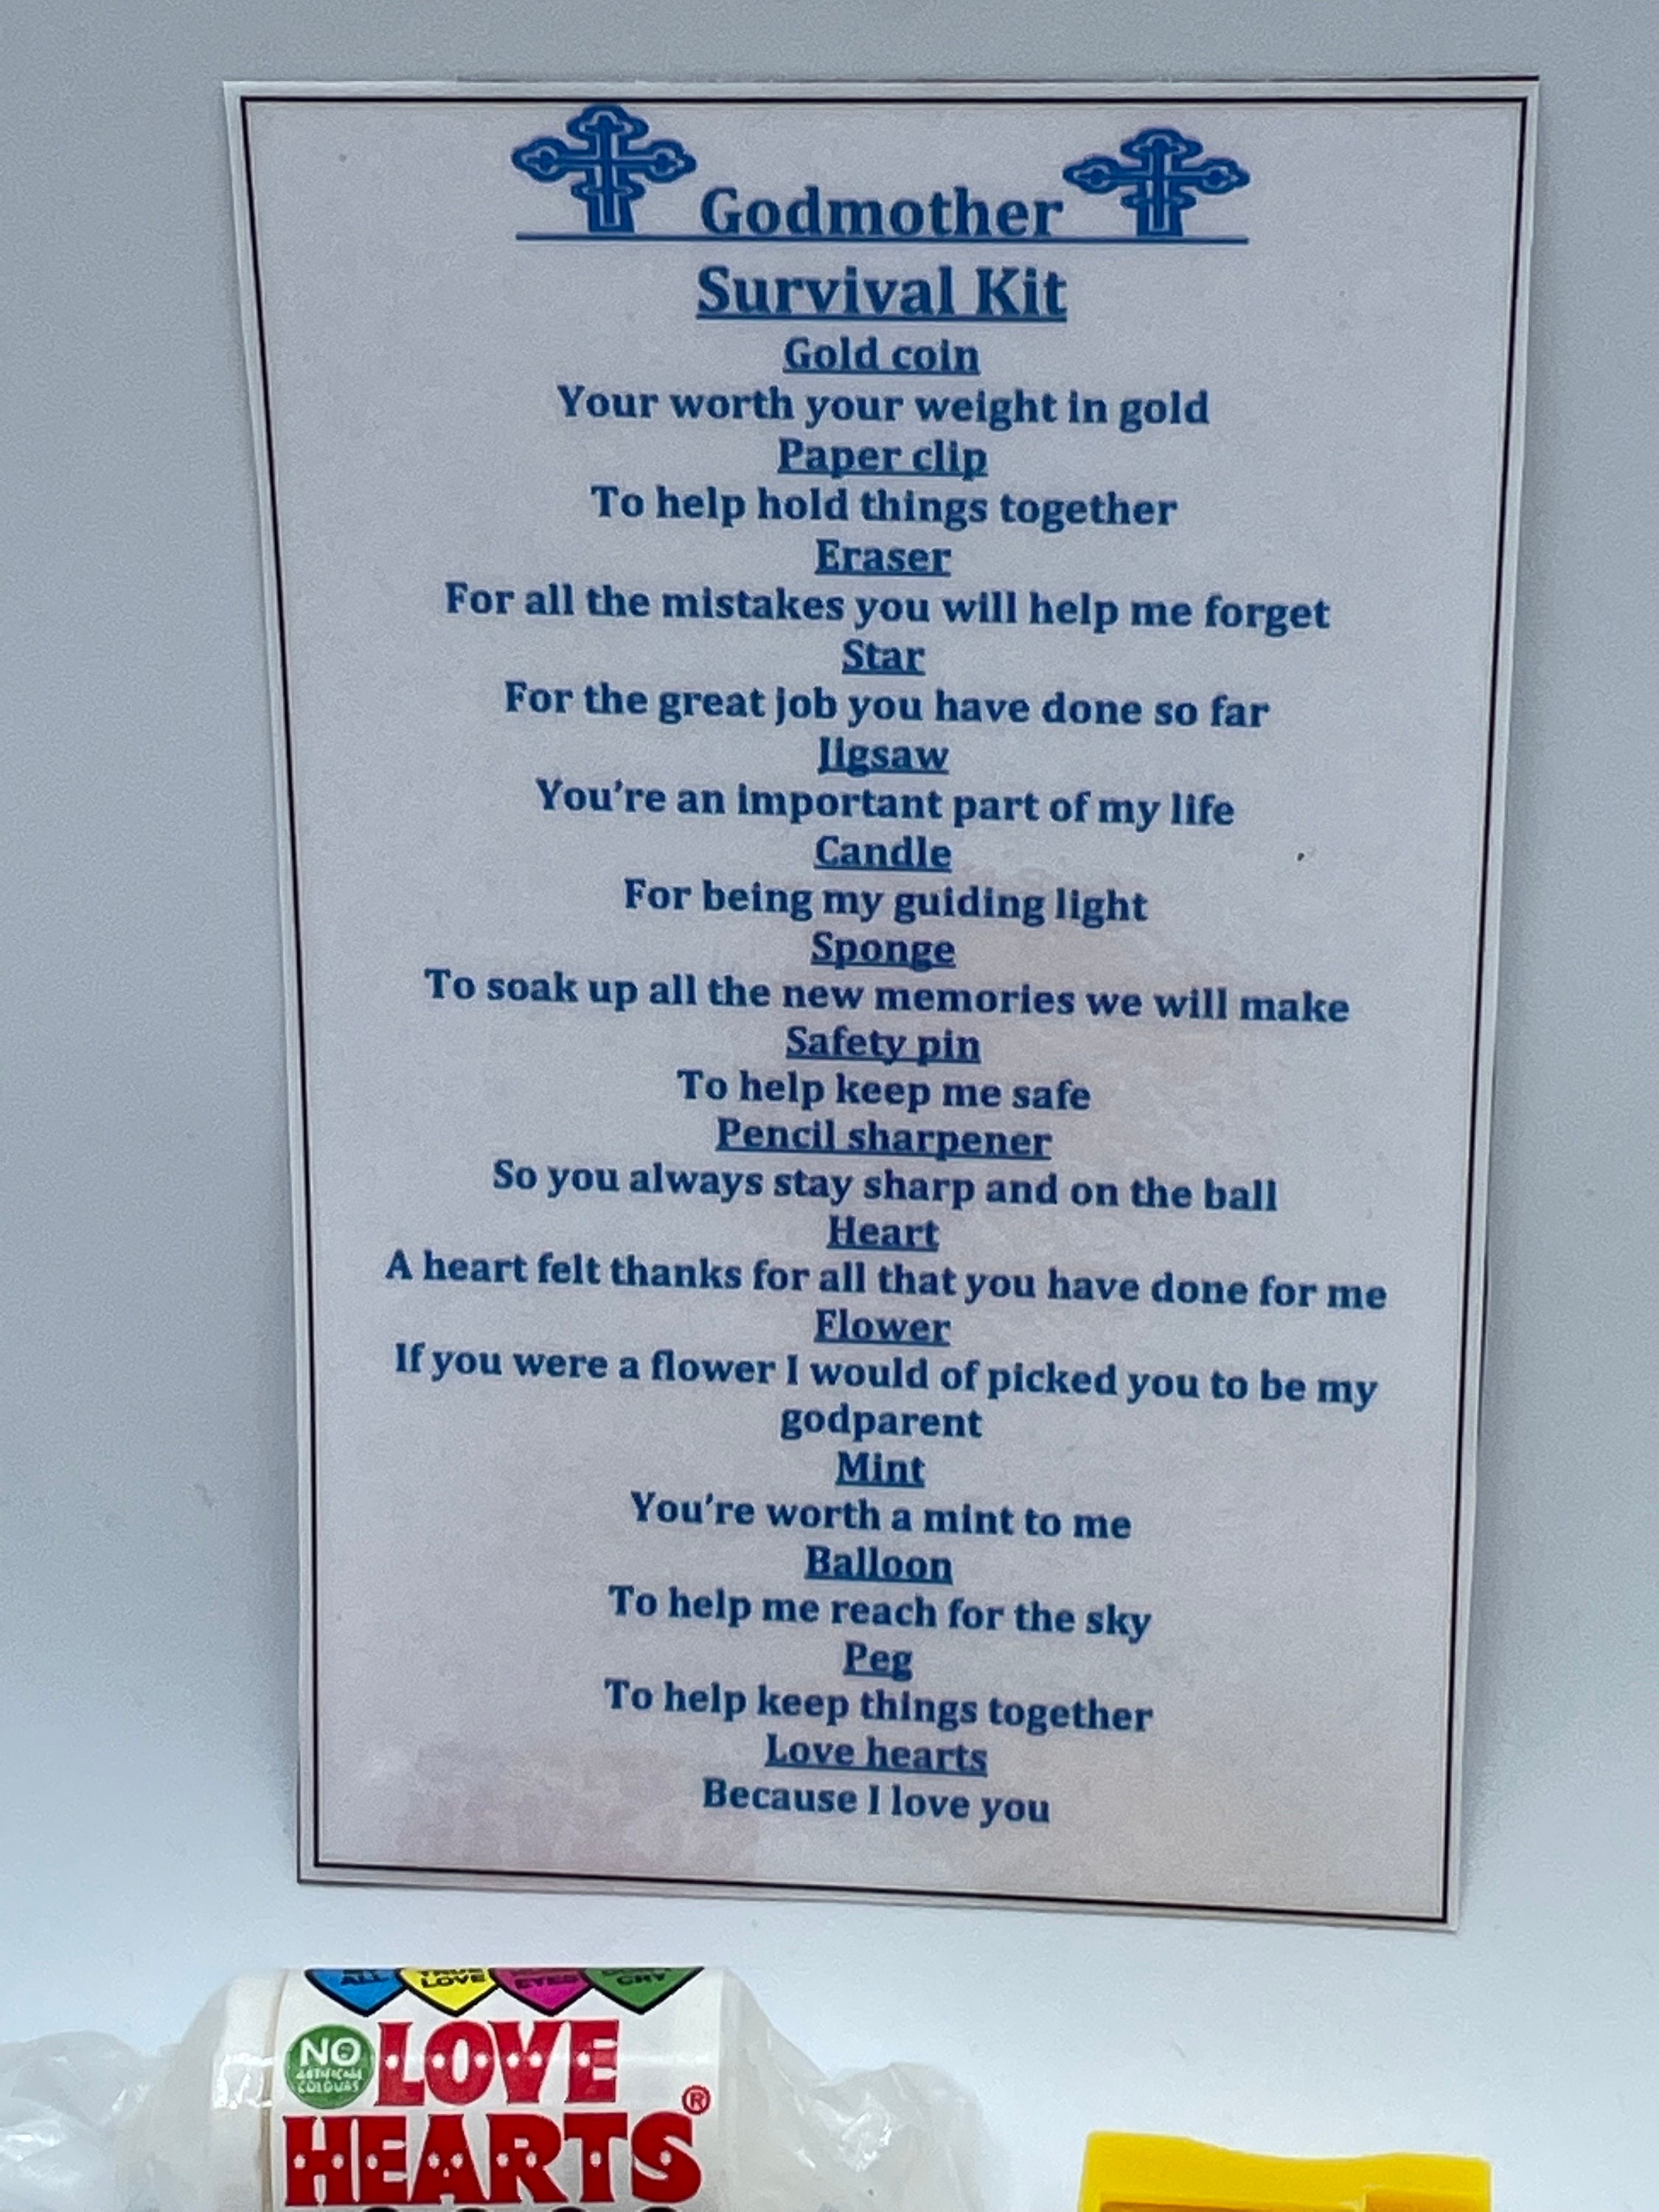 Godmother
Survival Kit
Gold coin
Your worth your weight in gold
Paper clip
To help hold things together
Eraser
For all the mistakes you will help me forget
Star
For the great job you have done so far
Jigsaw
You're an important part of my life
Candle
For being my guiding light
Sponge
To soak up all the new memories we will make
Safety pin
To help keep me safe
Pencil sharpener
So you always stay sharp and on the ball
Heart
A heart felt thanks for all that you have done for me
Flower
If you were a flower I would of picked you to be my
godparent
Mint
You're worth a mint to me
Balloon
To help me reach for the sky
Peg
To help keep things together
Love hearts
Because I love you
ALL
TRUE LOVE
EYES
CRY
NO
ARTIFICIAL
COLOURS
LOVE
HEARTS®